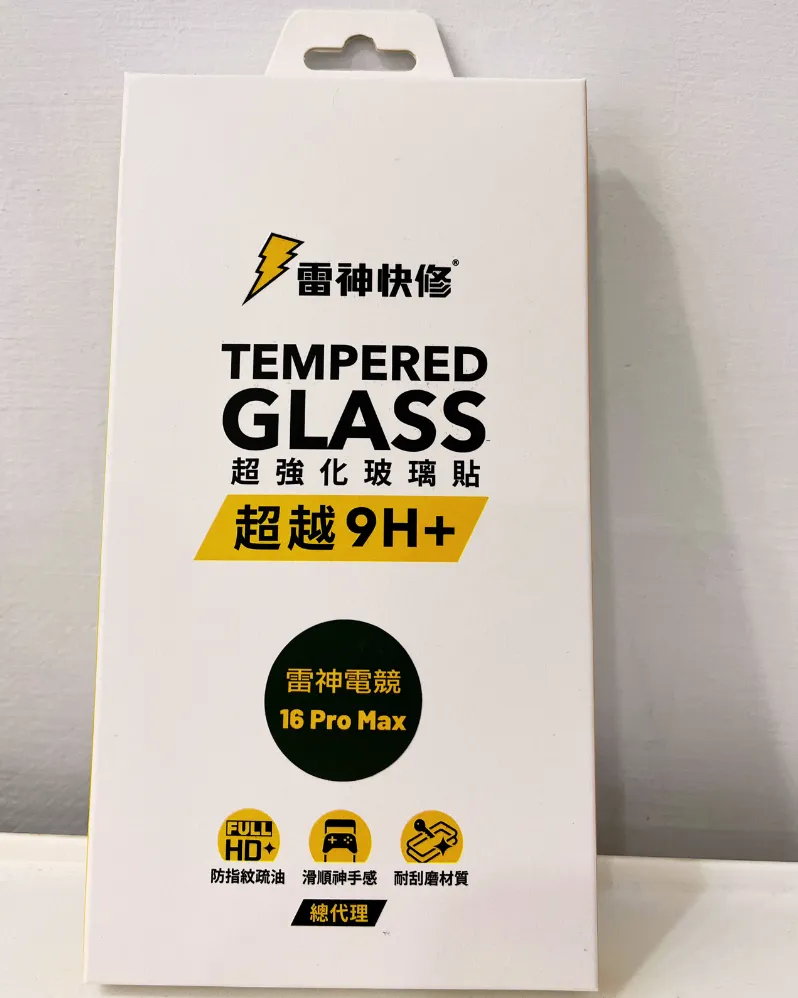 雷神快修®
TEMPERED
GLASS
超強化玻璃貼
超越9H+
雷神電競
16 Pro Max
FULL
HD+
防指紋疏油 滑順神手感 耐刮磨材質
總代理